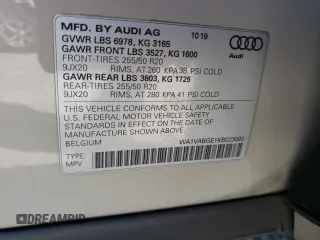 MFD. BY AUDI AG 10 19
GVWR LBS 6978, KG 3165
GAWR FRONT LBS 3527, KG 1600
FRONT-TIRES 255/50 R20
9JX20 RIMS, AT 260 KPA 38 PSI COLD
GAWR REAR LBS 3803, KG 1725
REAR-TIRES 255/50 R20
9JX20 RIMS, AT 280 KPA 41 PSI COLD
THIS VEHICLE CONFORMS TO ALL APPLICABLE
U.S. FEDERAL MOTOR VEHICLE SAFETY
STANDARDS IN EFFECT ON THE DATE OF
MANUFACTURE SHOWN ABOVE.
BELGIUM
TYPE:
MPV
DREAMBID